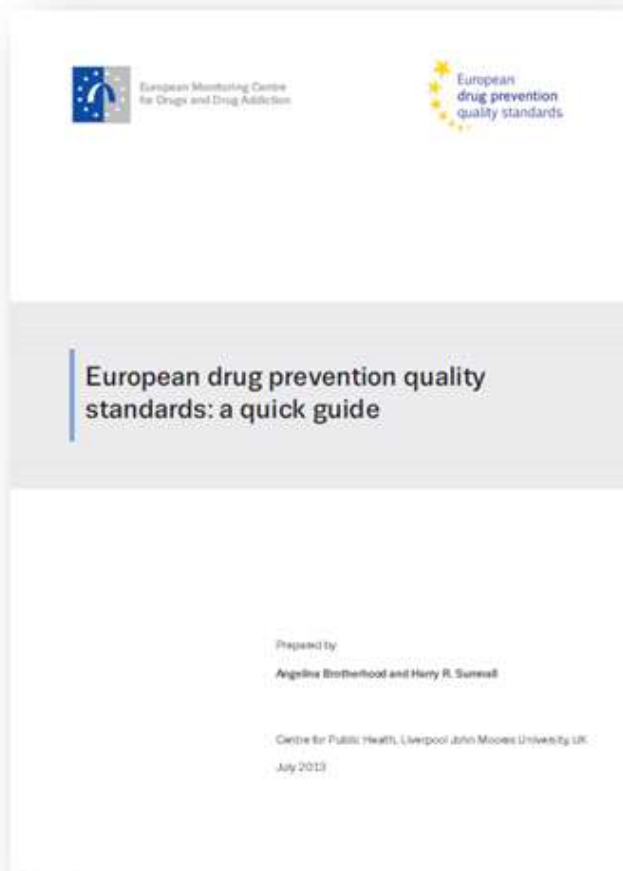 European Monitoring Centre
for Drugs and Drug Addiction
European
drug prevention
quality standards
European drug prevention quality
standards: a quick guide
Prepared by
Angelina Brotherhood and Harry R. Sumnall
Centre for Public Health, Liverpool John Moores University, UK
July 2013